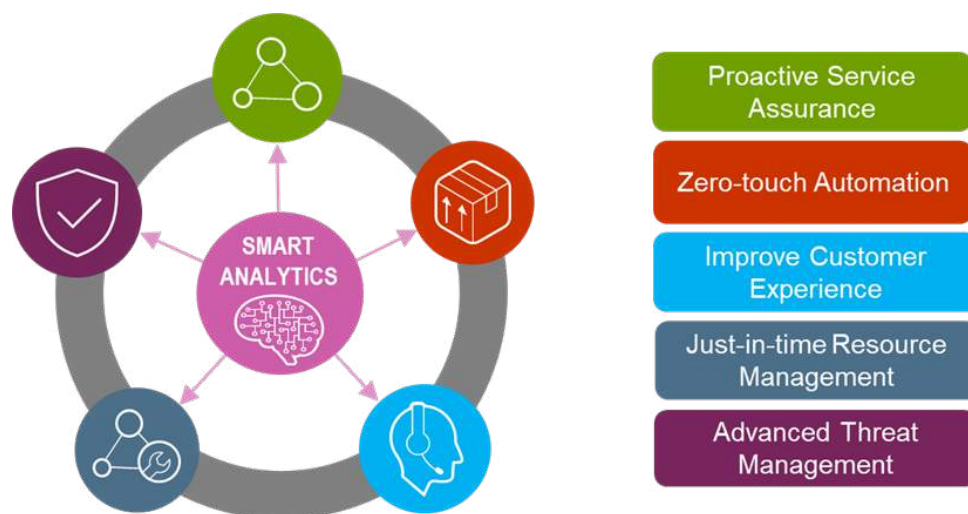 SMART
ANALYTICS
Proactive Service
Assurance
Zero-touch Automation
Improve Customer
Experience
Just-in-time Resource
Management
Advanced Threat
Management